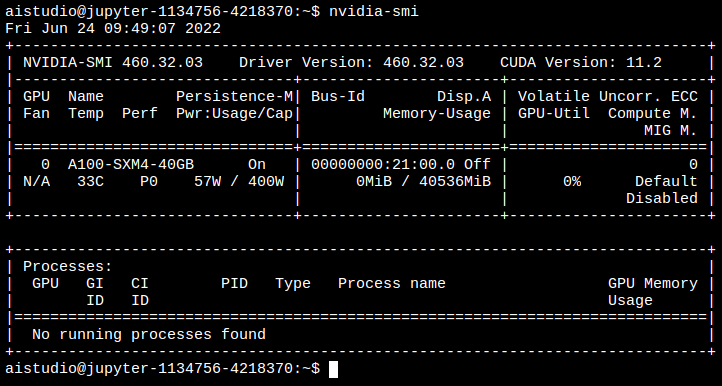 aistudio@jupyter-1134756-4218370:~$ nvidia-smi
Fri Jun 24 09:49:07 2022
+-----------------------------------------------------------------------------+
| NVIDIA-SMI 460.32.03    Driver Version: 460.32.03    CUDA Version: 11.2     |
|-------------------------------+----------------------+----------------------+
| GPU  Name        Persistence-M| Bus-Id        Disp.A | Volatile Uncorr. ECC |
| Fan  Temp  Perf  Pwr:Usage/Cap|         Memory-Usage | GPU-Util  Compute M. |
|                               |                      |               MIG M. |
|===============================+======================+======================|
|   0  A100-SXM4-40GB      On   | 00000000:21:00.0 Off |                    0 |
| N/A   33C    P0    57W / 400W |      0MiB / 40536MiB |      0%      Default |
|                               |                      |             Disabled |
+-------------------------------+----------------------+----------------------+

+-----------------------------------------------------------------------------+
| Processes:                                                                  |
|  GPU   GI   CI        PID   Type   Process name                  GPU Memory |
|        ID   ID                                                   Usage      |
|=============================================================================|
|  No running processes found                                                 |
+-----------------------------------------------------------------------------+
aistudio@jupyter-1134756-4218370:~$